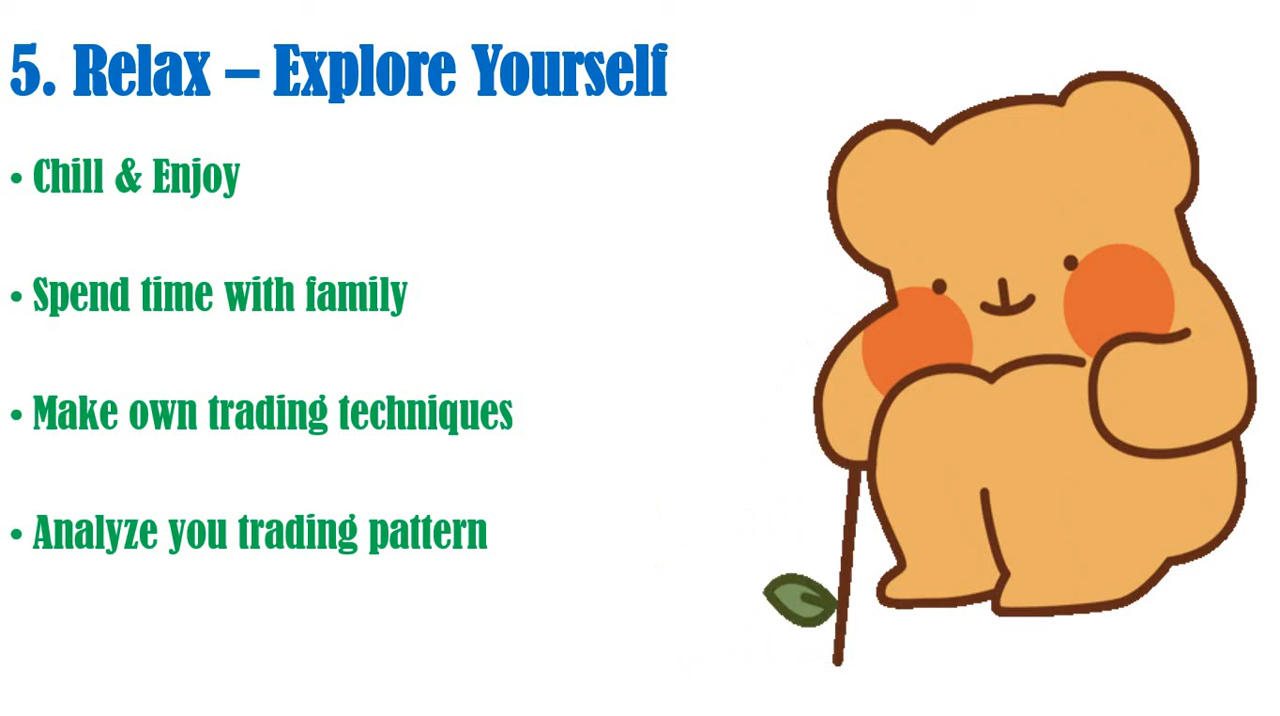 5. Relax – Explore Yourself
• Chill & Enjoy
• Spend time with family
• Make own trading techniques
• Analyze you trading pattern